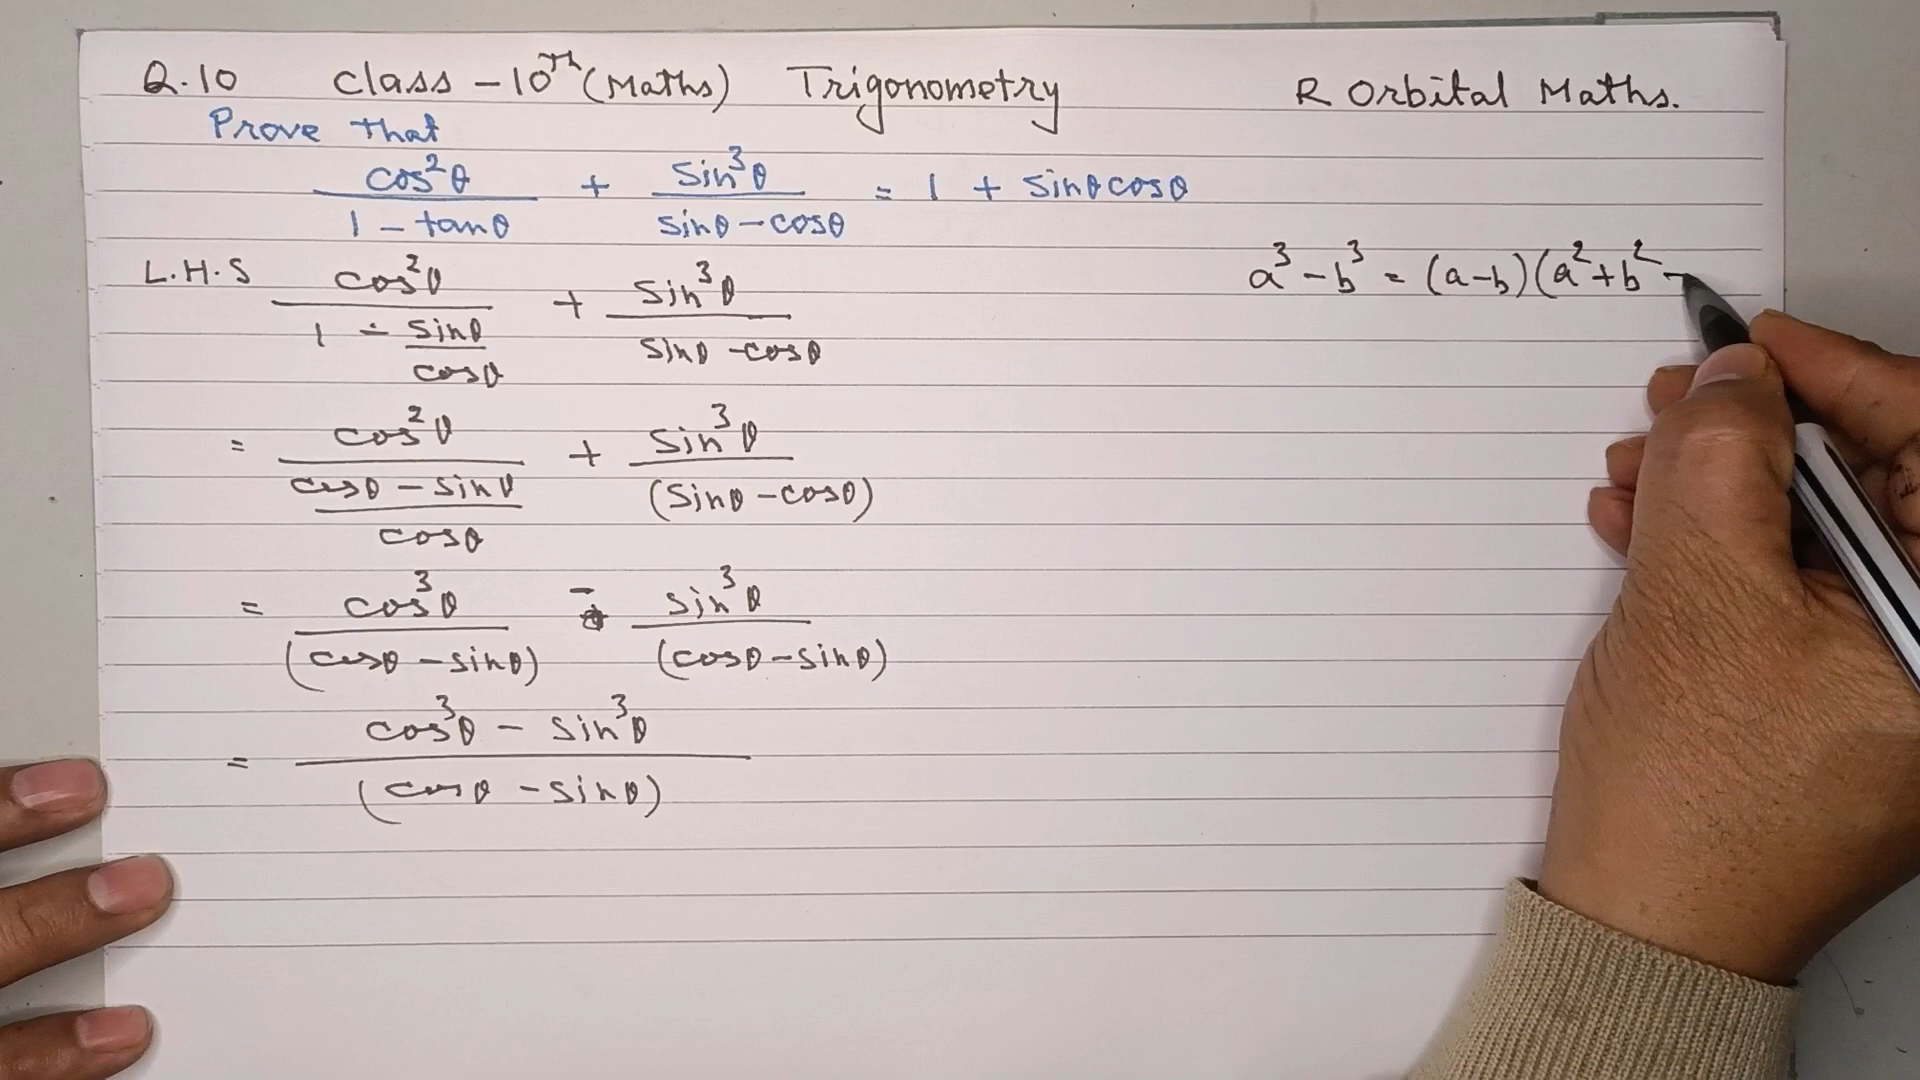 Q.10 Class - 10th (Maths) Trigonometry R Orbital Maths.
Prove that
cos²θ / (1 - tanθ) + sin³θ / (sinθ - cosθ) = 1 + sinθcosθ
a³ - b³ = (a-b)(a²+b² -
L.H.S cos²θ / (1 - sinθ/cosθ) + sin³θ / (sinθ - cosθ)
= cos²θ / ((cosθ - sinθ)/cosθ) + sin³θ / (sinθ - cosθ)
= cos³θ / (cosθ - sinθ) - sin³θ / (cosθ - sinθ)
= (cos³θ - sin³θ) / (cosθ - sinθ)